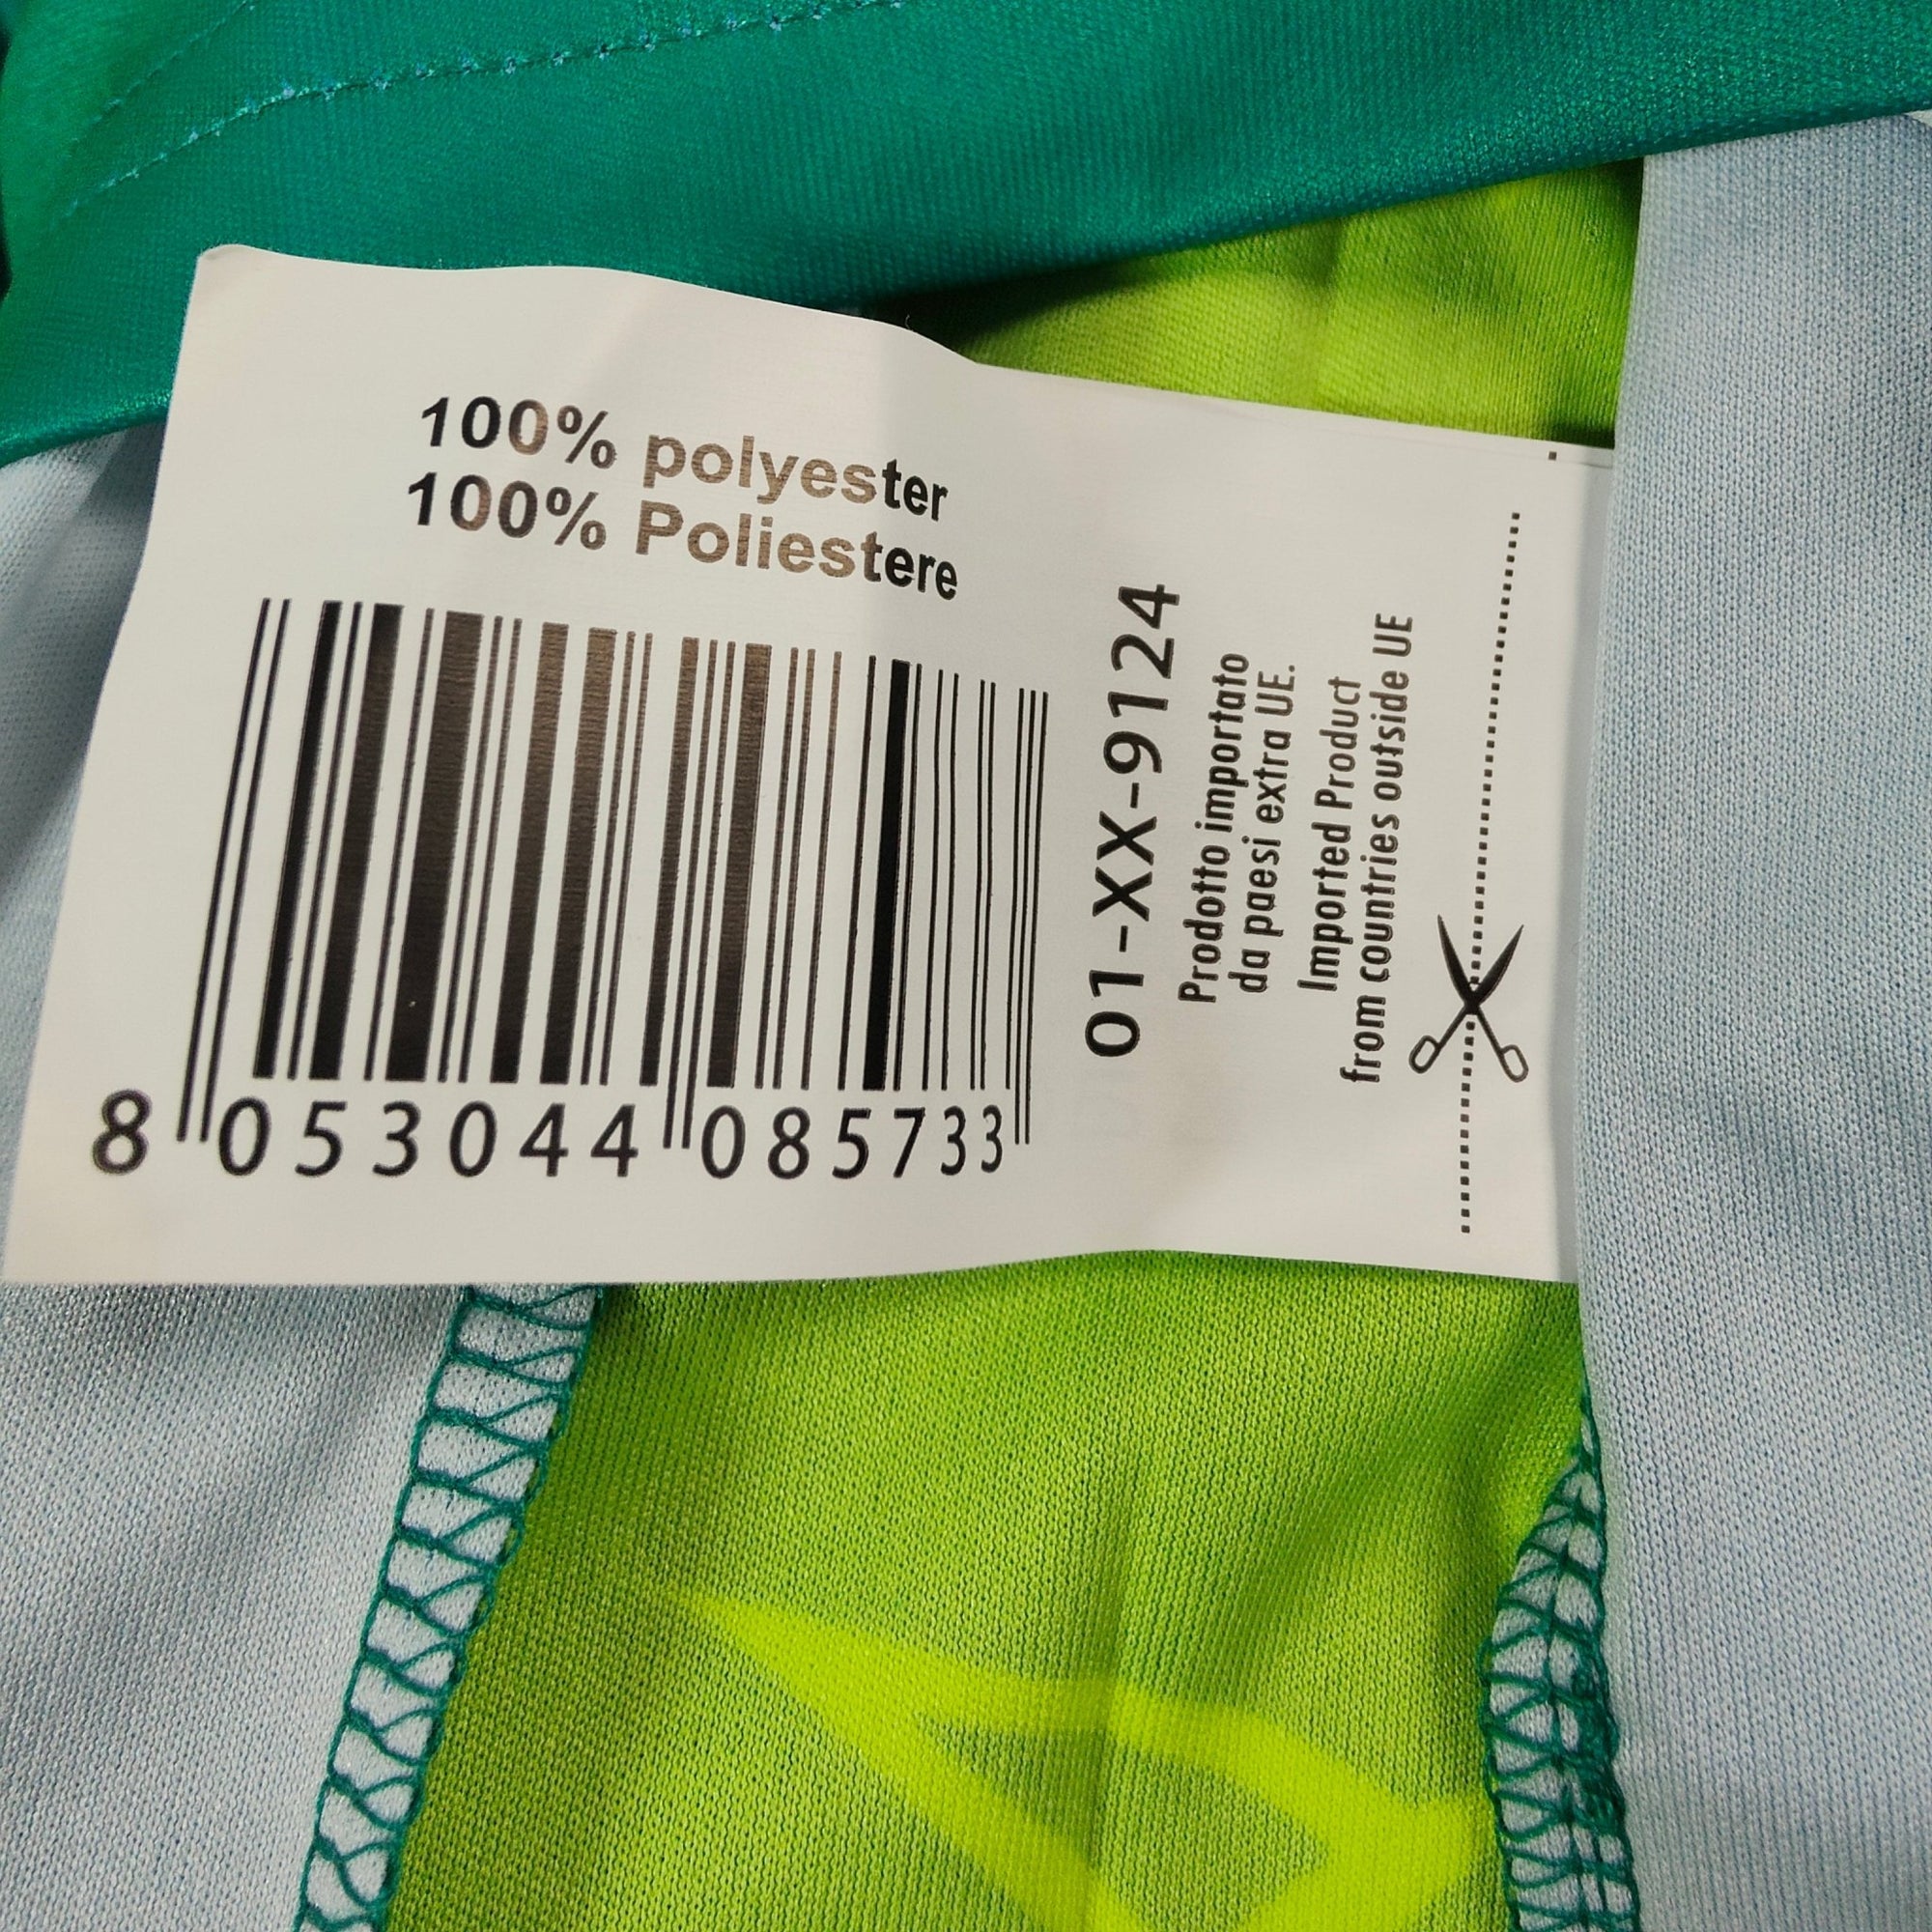 100% polyester
100% Poliestere
8 053044 085733
01-XX-9124
Prodotto importato
da paesi extra UE.
Imported Product
from countries outside UE